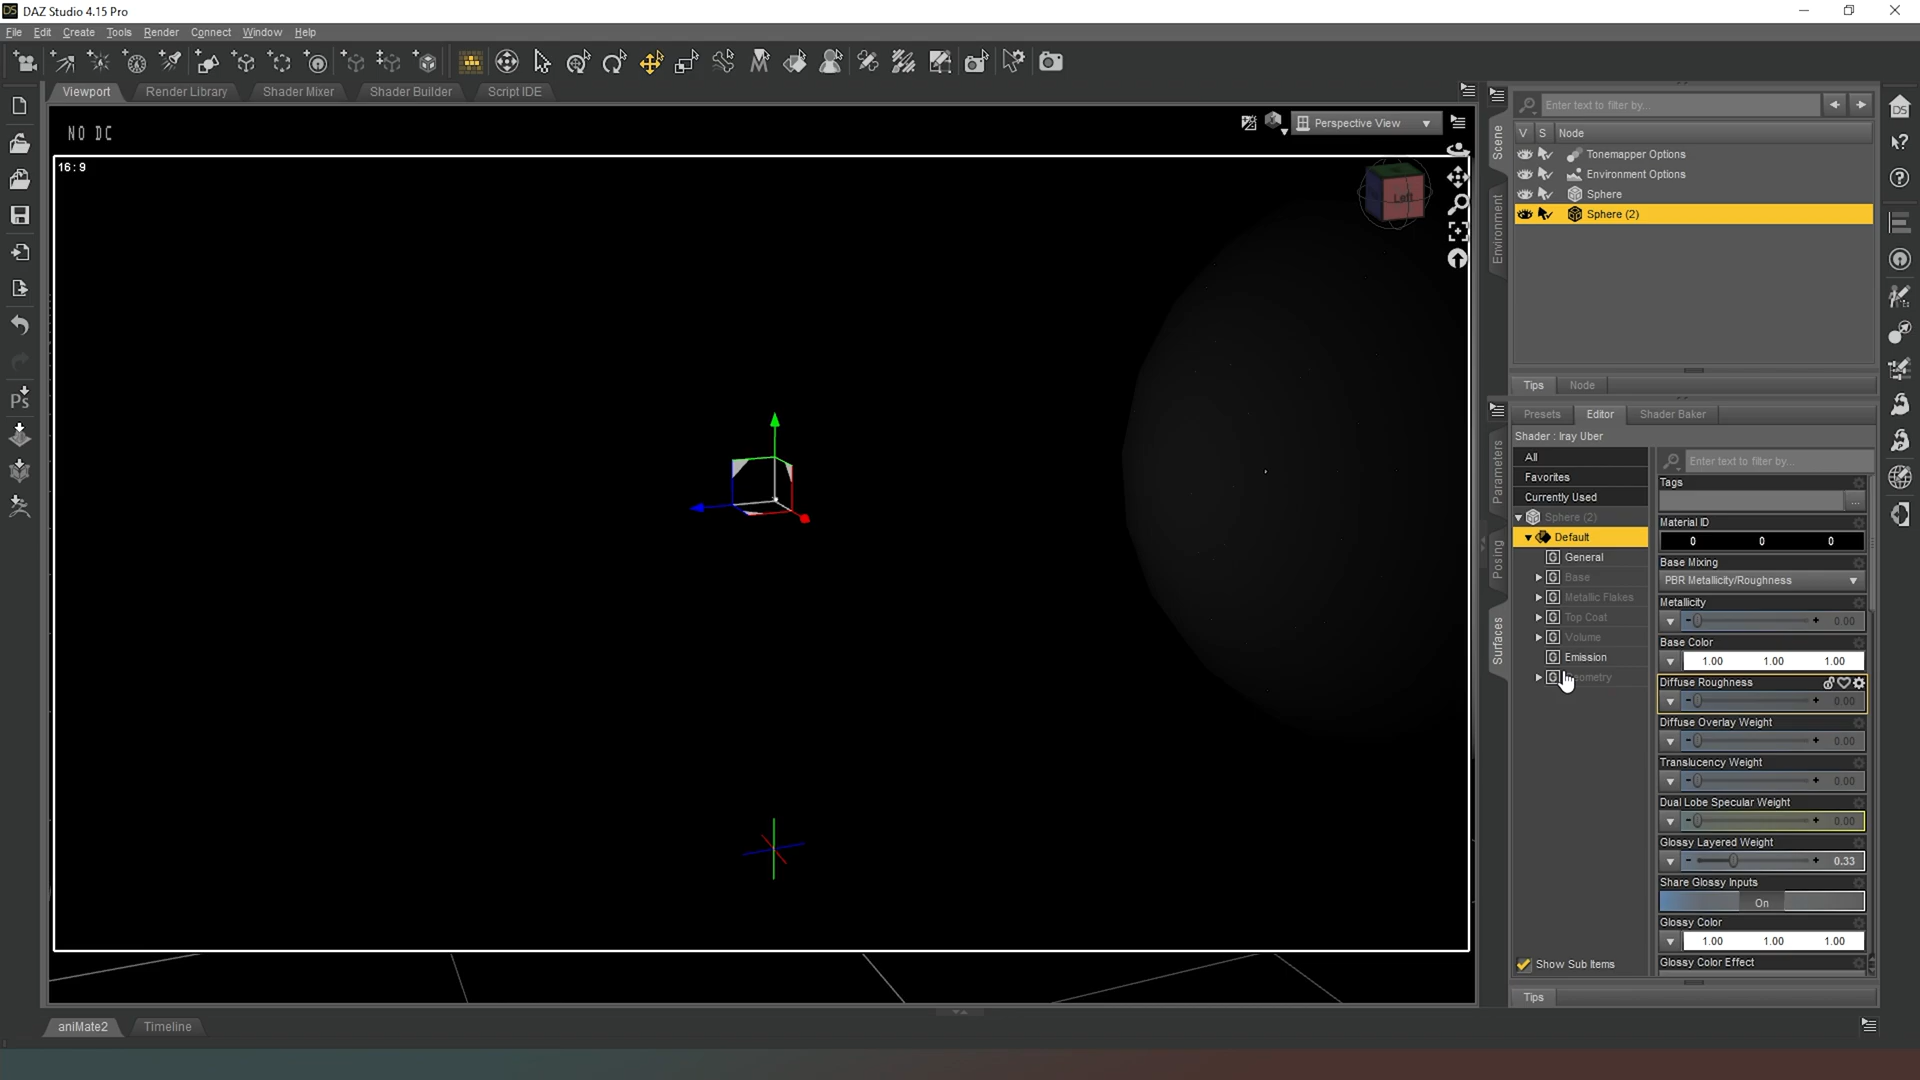 DS DAZ Studio 4.15 Pro
File Edit Create Tools Render Connect Window Help
Viewport Render Library Shader Mixer Shader Builder Script IDE
NO DC
Perspective View
16:9
Left
Ps
Scene
Environment
Enter text to filter by...
V S Node
Tonemapper Options
Environment Options
Sphere
Sphere (2)
Tips Node
Parameters
Posing
Surfaces
Presets Editor Shader Baker
Shader : Iray Uber
All
Favorites
Currently Used
Sphere (2)
Default
General
Base
Metallic Flakes
Top Coat
Volume
Emission
Show Sub Items
Enter text to filter by...
Tags
...
Material ID
0 0 0
Base Mixing
PBR Metallicity/Roughness
Metallicity
- + 0.00
Base Color
1.00 1.00 1.00
Diffuse Roughness
- + 0.00
Diffuse Overlay Weight
- + 0.00
Translucency Weight
- + 0.00
Dual Lobe Specular Weight
- + 0.00
Glossy Layered Weight
- + 0.33
Share Glossy Inputs
On
Glossy Color
1.00 1.00 1.00
Glossy Color Effect
Tips
DS
aniMate2 Timeline